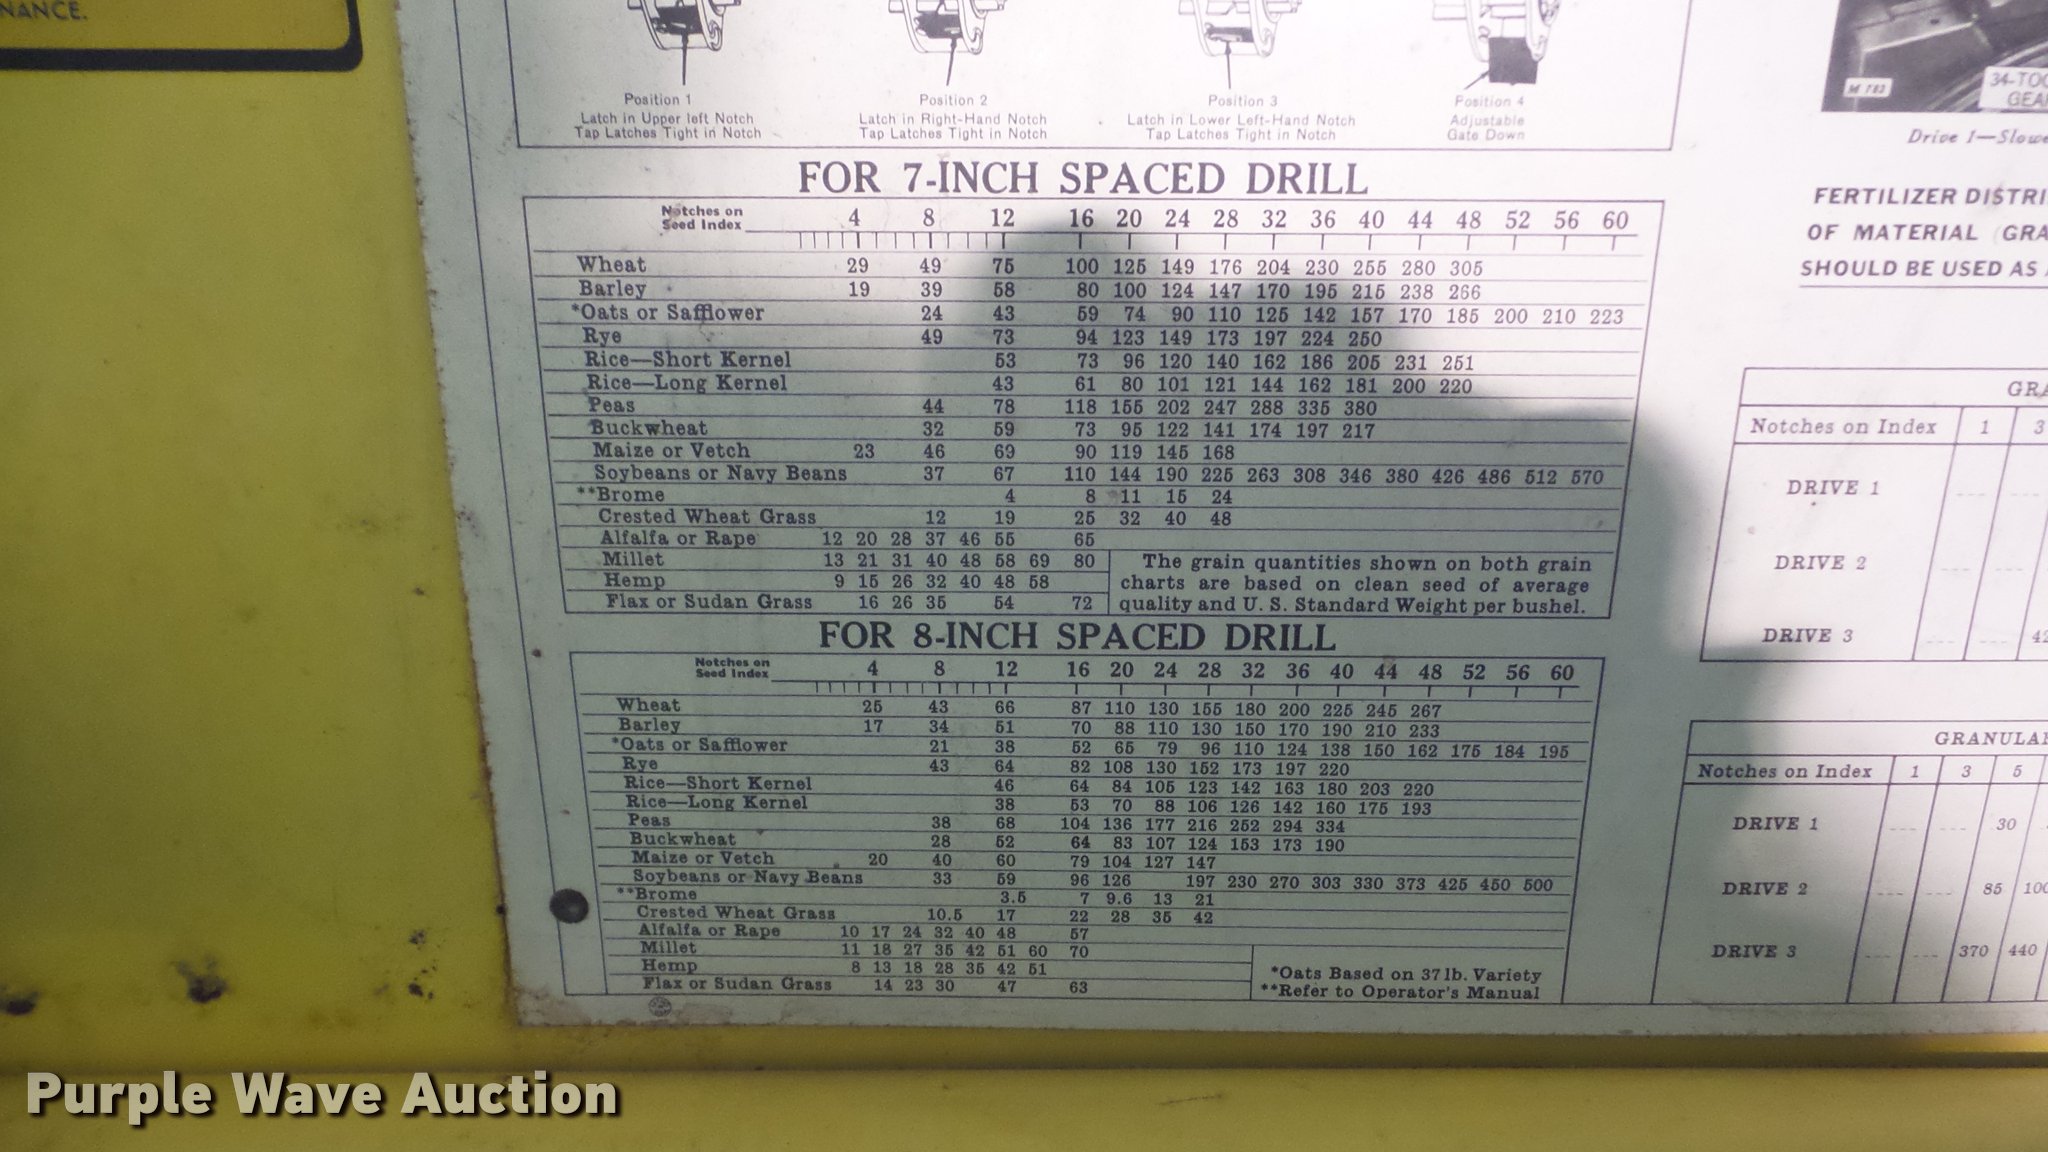 NANCE.
Position 1
Latch in Upper left Notch
Tap Latches Tight in Notch
Position 2
Latch in Right-Hand Notch
Tap Latches Tight in Notch
Position 3
Latch in Lower Left-Hand Notch
Tap Latches Tight in Notch
Position 4
Adjustable
Gate Down
M 783
34-TOO
GEA
Drive 1—Slowe
FOR 7-INCH SPACED DRILL
Notches on
Seed Index
4 8 12 16 20 24 28 32 36 40 44 48 52 56 60
Wheat 29 49 75 100 125 149 176 204 230 255 280 305
Barley 19 39 58 80 100 124 147 170 195 215 238 266
*Oats or Safflower 24 43 59 74 90 110 125 142 157 170 185 200 210 223
Rye 49 73 94 123 149 173 197 224 250
Rice—Short Kernel 53 73 96 120 140 162 186 205 231 251
Rice—Long Kernel 43 61 80 101 121 144 162 181 200 220
Peas 44 78 118 155 202 247 288 335 380
Buckwheat 32 59 73 95 122 141 174 197 217
Maize or Vetch 23 46 69 90 119 145 168
Soybeans or Navy Beans 37 67 110 144 190 225 263 308 346 380 426 486 512 570
**Brome 4 8 11 15 24
Crested Wheat Grass 12 19 25 32 40 48
Alfalfa or Rape 12 20 28 37 46 55 65
Millet 13 21 31 40 48 58 69 80
Hemp 9 15 26 32 40 48 58
Flax or Sudan Grass 16 26 35 54 72
The grain quantities shown on both grain
charts are based on clean seed of average
quality and U. S. Standard Weight per bushel.
FOR 8-INCH SPACED DRILL
Notches on
Seed Index
4 8 12 16 20 24 28 32 36 40 44 48 52 56 60
Wheat 25 43 66 87 110 130 155 180 200 225 245 267
Barley 17 34 51 70 88 110 130 150 170 190 210 233
*Oats or Safflower 21 38 52 65 79 96 110 124 138 150 162 175 184 195
Rye 43 64 82 108 130 152 173 197 220
Rice—Short Kernel 46 64 84 105 123 142 163 180 203 220
Rice—Long Kernel 38 53 70 88 106 126 142 160 175 193
Peas 38 68 104 136 177 216 252 294 334
Buckwheat 28 52 64 83 107 124 153 173 190
Maize or Vetch 20 40 60 79 104 127 147
Soybeans or Navy Beans 33 59 96 126 197 230 270 303 330 373 425 450 500
**Brome 3.5 7 9.6 13 21
Crested Wheat Grass 10.5 17 22 28 35 42
Alfalfa or Rape 10 17 24 32 40 48 57
Millet 11 18 27 35 42 51 60 70
Hemp 8 13 18 28 35 42 51
Flax or Sudan Grass 14 23 30 47 63
*Oats Based on 37 lb. Variety
**Refer to Operator's Manual
FERTILIZER DISTRI
OF MATERIAL (GRA
SHOULD BE USED AS
GRA
Notches on Index 1 3
DRIVE 1
DRIVE 2
DRIVE 3 42
GRANULAR
Notches on Index 1 3 5
DRIVE 1 --- --- 30
DRIVE 2 --- --- 85 100
DRIVE 3 --- --- 370 440
Purple Wave Auction